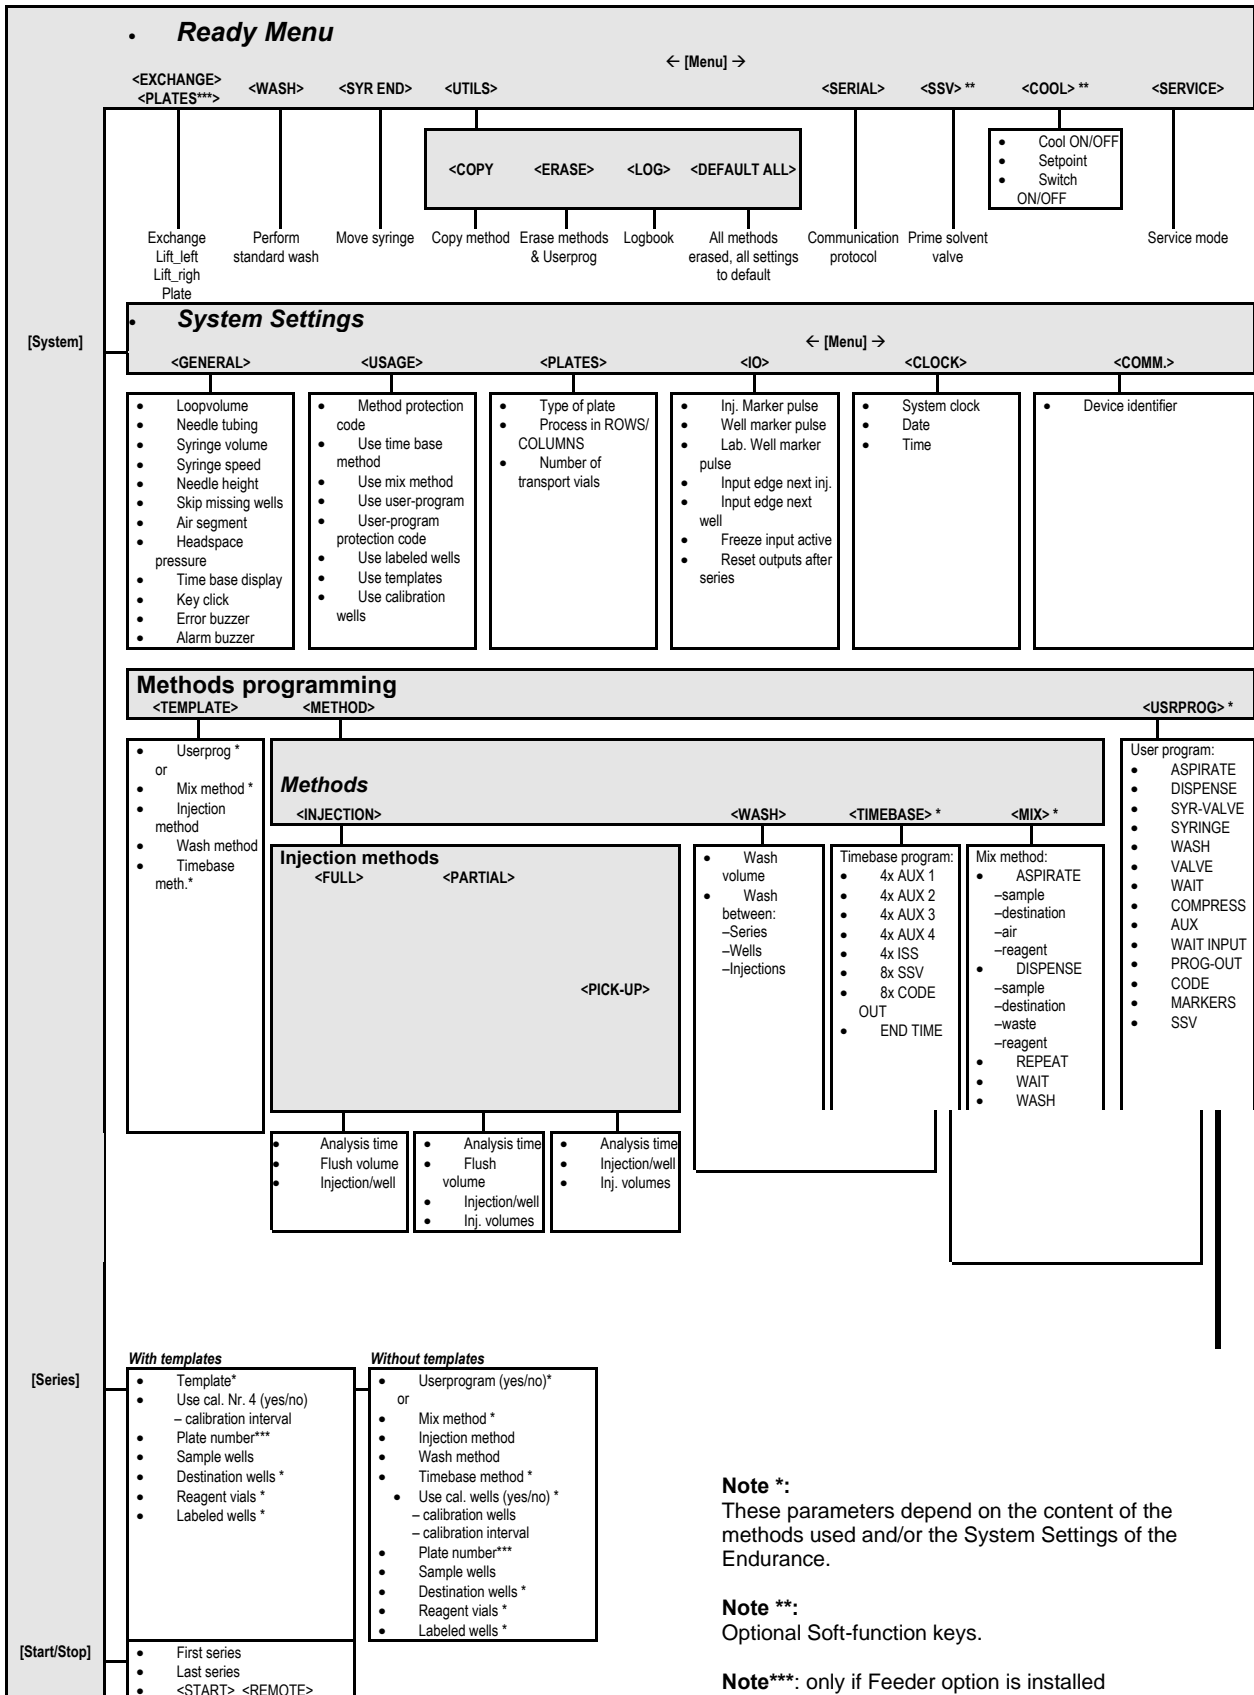 • Ready Menu
← [Menu] →
<EXCHANGE>
<PLATES***>
<WASH>
<SYR END>
<UTILS>
<SERIAL>
<SSV> **
<COOL> **
<SERVICE>
<COPY
<ERASE>
<LOG>
<DEFAULT ALL>
• Cool ON/OFF
• Setpoint
• Switch
ON/OFF
Exchange
Lift_left
Lift_righ
Plate
Perform
standard wash
Move syringe
Copy method
Erase methods
& Userprog
Logbook
All methods
erased, all settings
to default
Communication
protocol
Prime solvent
valve
Service mode
[System]
• System Settings
← [Menu] →
<GENERAL>
<USAGE>
<PLATES>
<IO>
<CLOCK>
<COMM.>
• Loopvolume
• Needle tubing
• Syringe volume
• Syringe speed
• Needle height
• Skip missing wells
• Air segment
• Headspace
pressure
• Time base display
• Key click
• Error buzzer
• Alarm buzzer
• Method protection
code
• Use time base
method
• Use mix method
• Use user-program
• User-program
protection code
• Use labeled wells
• Use templates
• Use calibration
wells
• Type of plate
• Process in ROWS/
COLUMNS
• Number of
transport vials
• Inj. Marker pulse
• Well marker pulse
• Lab. Well marker
pulse
• Input edge next inj.
• Input edge next
well
• Freeze input active
• Reset outputs after
series
• System clock
• Date
• Time
• Device identifier
Methods programming
<TEMPLATE>
<METHOD>
<USRPROG> *
• Userprog *
or
• Mix method *
• Injection
method
• Wash method
• Timebase
meth.*
Methods
<INJECTION>
<WASH>
<TIMEBASE> *
<MIX> *
Injection methods
<FULL>
<PARTIAL>
<PICK-UP>
• Wash
volume
• Wash
between:
–Series
–Wells
–Injections
Timebase program:
• 4x AUX 1
• 4x AUX 2
• 4x AUX 3
• 4x AUX 4
• 4x ISS
• 8x SSV
• 8x CODE
OUT
• END TIME
Mix method:
• ASPIRATE
–sample
–destination
–air
–reagent
• DISPENSE
–sample
–destination
–waste
–reagent
• REPEAT
• WAIT
• WASH
User program:
• ASPIRATE
• DISPENSE
• SYR-VALVE
• SYRINGE
• WASH
• VALVE
• WAIT
• COMPRESS
• AUX
• WAIT INPUT
• PROG-OUT
• CODE
• MARKERS
• SSV
• Analysis time
• Flush volume
• Injection/well
• Analysis time
• Flush
volume
• Injection/well
• Inj. volumes
• Analysis time
• Injection/well
• Inj. volumes
[Series]
With templates
• Template*
• Use cal. Nr. 4 (yes/no)
– calibration interval
• Plate number***
• Sample wells
• Destination wells *
• Reagent vials *
• Labeled wells *
Without templates
• Userprogram (yes/no)*
or
• Mix method *
• Injection method
• Wash method
• Timebase method *
• Use cal. wells (yes/no) *
– calibration wells
– calibration interval
• Plate number***
• Sample wells
• Destination wells *
• Reagent vials *
• Labeled wells *
[Start/Stop]
• First series
• Last series
• <START> <REMOTE>
Note *:
These parameters depend on the content of the
methods used and/or the System Settings of the
Endurance.
Note **:
Optional Soft-function keys.
Note***: only if Feeder option is installed